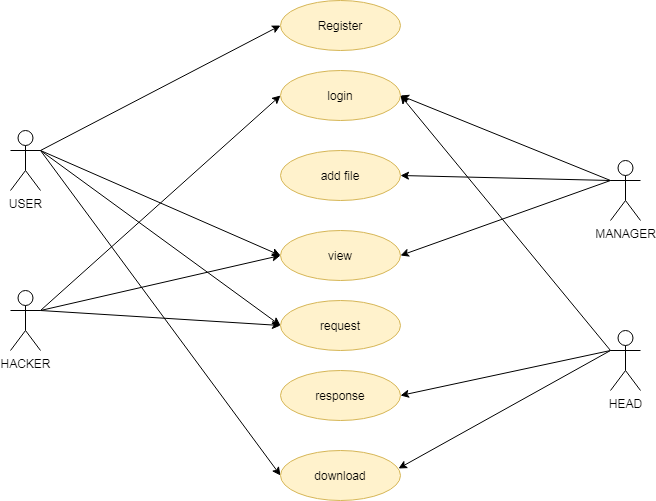 Register
login
add file
view
request
response
download
USER
HACKER
MANAGER
HEAD